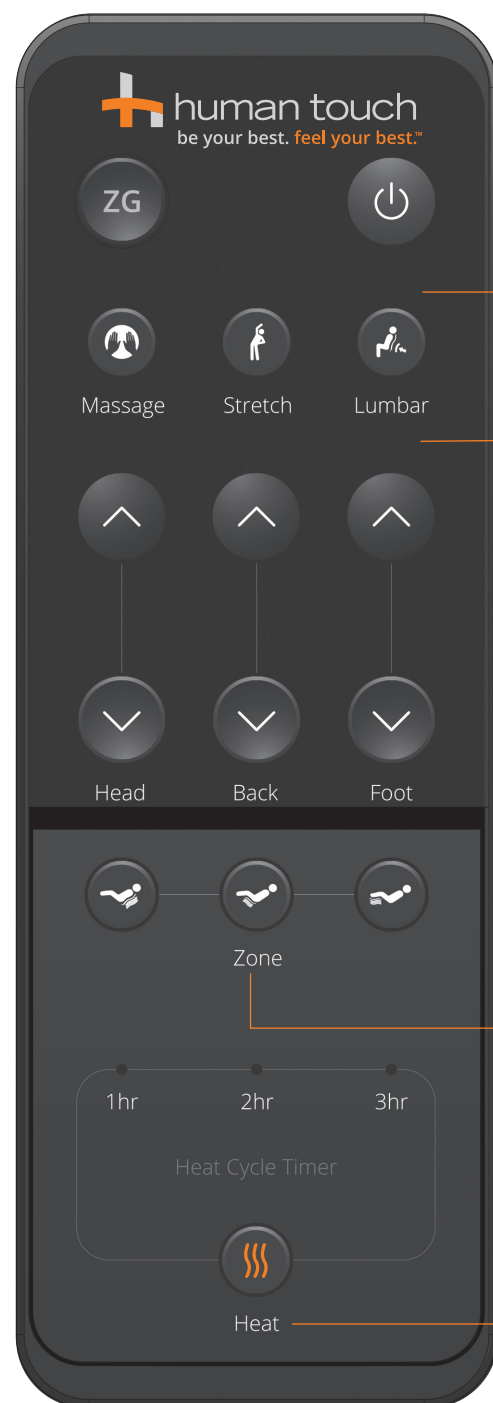 human touch
be your best. feel your best.™
ZG
Massage Stretch Lumbar
Head Back Foot
Zone
1hr 2hr 3hr
Heat Cycle Timer
Heat